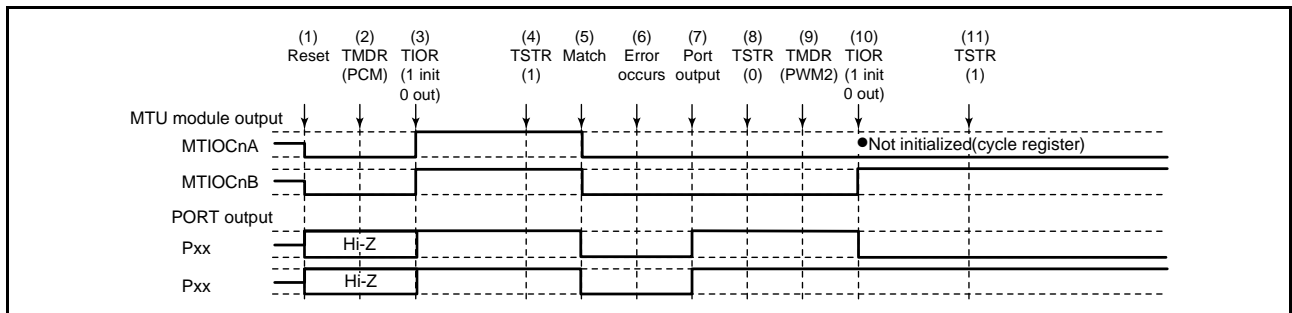 (1) (2) (3) (4) (5) (6) (7) (8) (9) (10) (11)
Reset TMDR TIOR TSTR Match Error Port TSTR TMDR TIOR TSTR
(PCM) (1 init (1) occurs output (0) (PWM2) (1 init (1)
0 out) 0 out)
MTU module output
MTIOCnA ●Not initialized(cycle register)
MTIOCnB
PORT output
Pxx Hi-Z
Pxx Hi-Z